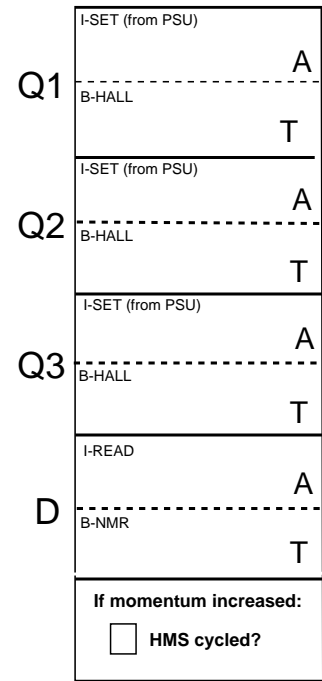 I-SET (from PSU)
A
Q1
B-HALL
T
I-SET (from PSU)
A
Q2
B-HALL
T
I-SET (from PSU)
A
Q3
B-HALL
T
I-READ
A
D
B-NMR
T
If momentum increased:
HMS cycled?